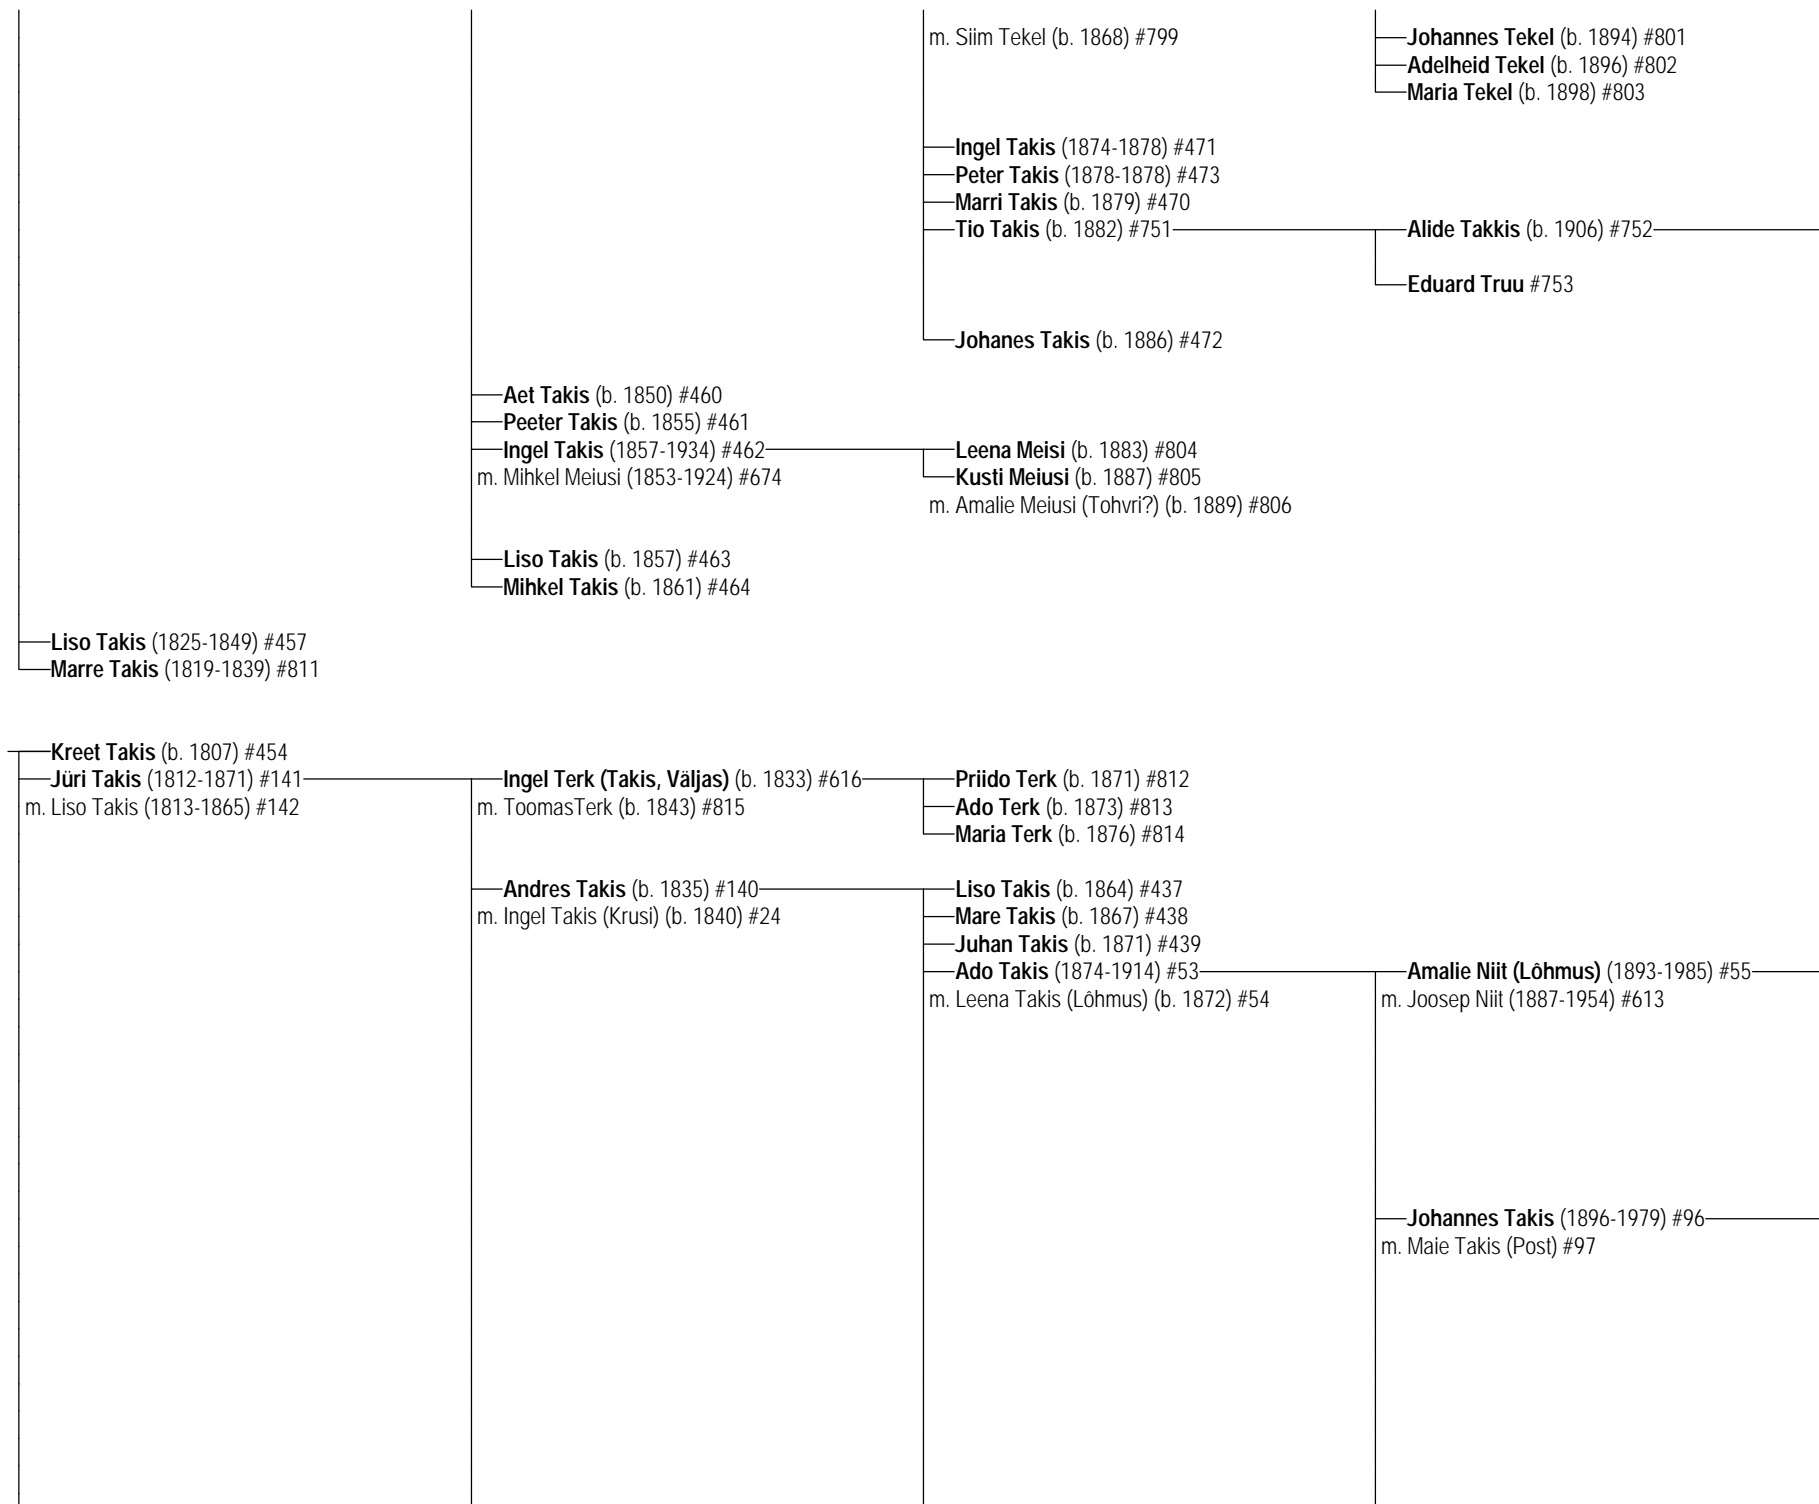 m. Siim Tekel (b. 1868) #799
Johannes Tekel (b. 1894) #801
Adelheid Tekel (b. 1896) #802
Maria Tekel (b. 1898) #803
Ingel Takis (1874-1878) #471
Peter Takis (1878-1878) #473
Marri Takis (b. 1879) #470
Tio Takis (b. 1882) #751
Alide Takkis (b. 1906) #752
Eduard Truu #753
Johanes Takis (b. 1886) #472
Aet Takis (b. 1850) #460
Peeter Takis (b. 1855) #461
Ingel Takis (1857-1934) #462
m. Mihkel Meiusi (1853-1924) #674
Leena Meisi (b. 1883) #804
Kusti Meiusi (b. 1887) #805
m. Amalie Meiusi (Tohvri?) (b. 1889) #806
Liso Takis (b. 1857) #463
Mihkel Takis (b. 1861) #464
Liso Takis (1825-1849) #457
Marre Takis (1819-1839) #811
Kreet Takis (b. 1807) #454
Jüri Takis (1812-1871) #141
m. Liso Takis (1813-1865) #142
Ingel Terk (Takis, Väljas) (b. 1833) #616
m. ToomasTerk (b. 1843) #815
Priido Terk (b. 1871) #812
Ado Terk (b. 1873) #813
Maria Terk (b. 1876) #814
Andres Takis (b. 1835) #140
m. Ingel Takis (Krusi) (b. 1840) #24
Liso Takis (b. 1864) #437
Mare Takis (b. 1867) #438
Juhan Takis (b. 1871) #439
Ado Takis (1874-1914) #53
m. Leena Takis (Lôhmus) (b. 1872) #54
Amalie Niit (Lôhmus) (1893-1985) #55
m. Joosep Niit (1887-1954) #613
Johannes Takis (1896-1979) #96
m. Maie Takis (Post) #97